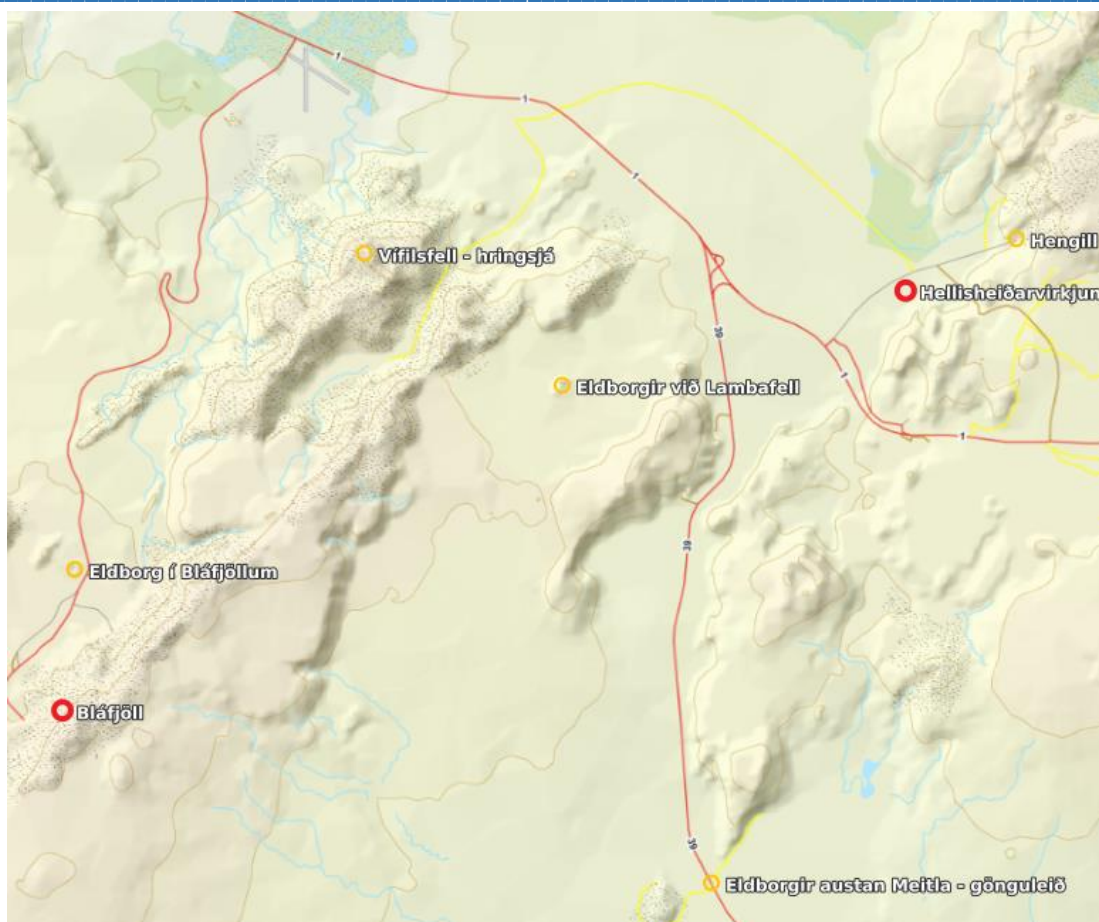 1
1
1
Vífilsfell - hringsjá
Hengill
Hellisheiðarvirkjun
39
Eldborgir við Lambafell
1
1
39
Eldborg í Bláfjöllum
Bláfjöll
39
Eldborgir austan Meitla - gönguleið